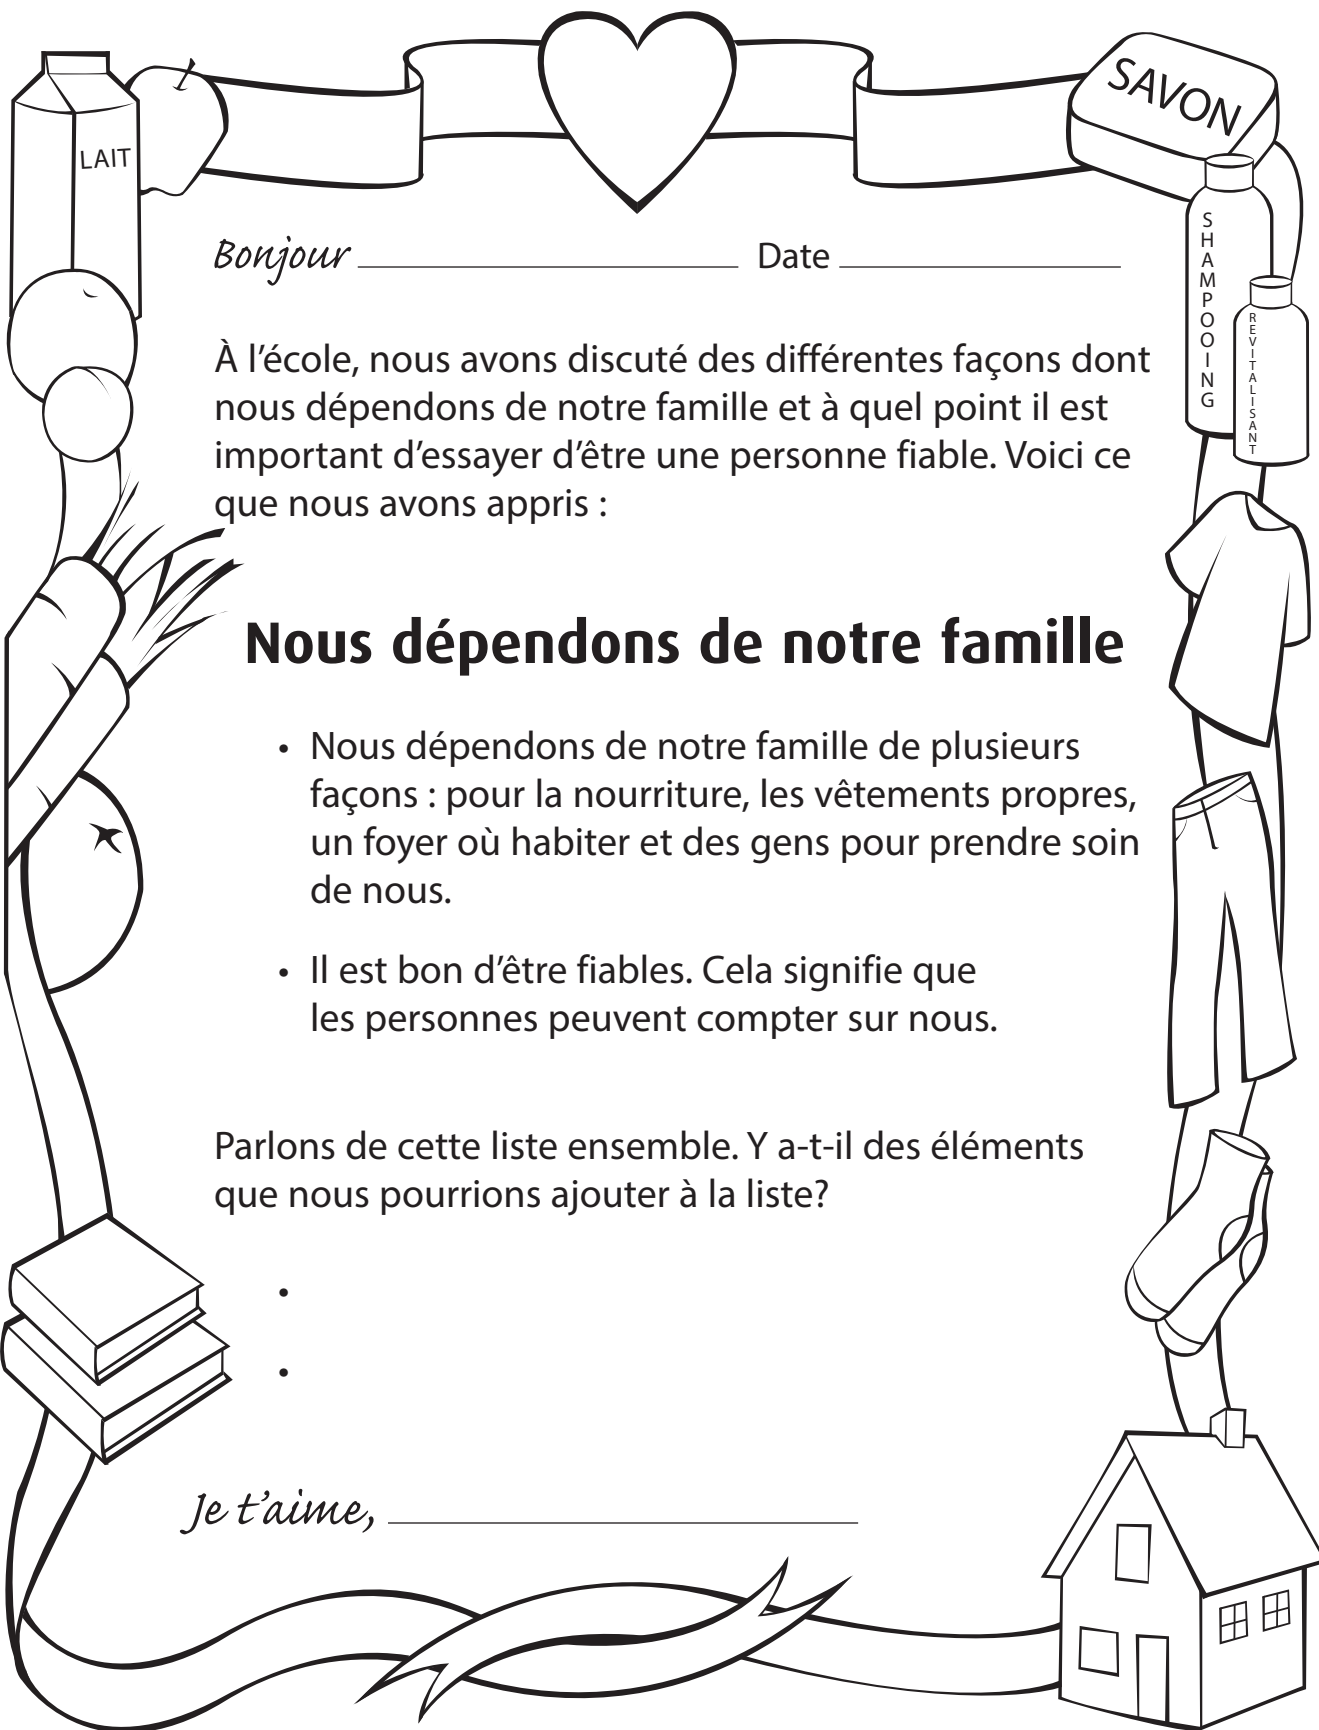 LAIT
SAVON
SHAMPOOING
REVITALISANT
Bonjour Date
À l'école, nous avons discuté des différentes façons dont
nous dépendons de notre famille et à quel point il est
important d'essayer d'être une personne fiable. Voici ce
que nous avons appris :
Nous dépendons de notre famille
• Nous dépendons de notre famille de plusieurs
façons : pour la nourriture, les vêtements propres,
un foyer où habiter et des gens pour prendre soin
de nous.
• Il est bon d'être fiables. Cela signifie que
les personnes peuvent compter sur nous.
Parlons de cette liste ensemble. Y a-t-il des éléments
que nous pourrions ajouter à la liste?
•
•
Je t'aime,